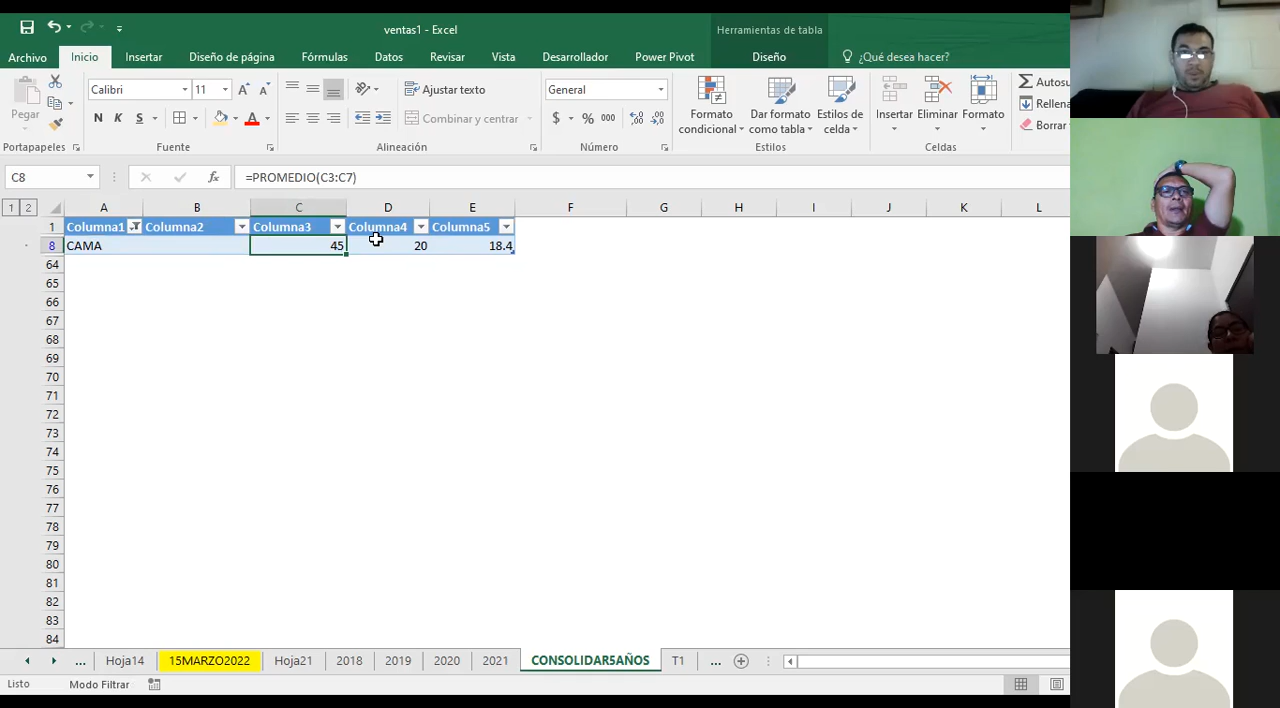 ventas1 - Excel
Herramientas de tabla
Archivo Inicio Insertar Diseño de página Fórmulas Datos Revisar Vista Desarrollador Power Pivot Diseño ¿Qué desea hacer?
Pegar
Calibri 11
N K S
Ajustar texto
Combinar y centrar
General
$ % 000
Formato condicional
Dar formato como tabla
Estilos de celda
Insertar Eliminar Formato
Autosu
Rellena
Borrar
Portapapeles Fuente Alineación Número Estilos Celdas
C8 fx =PROMEDIO(C3:C7)
1 2 A B C D E F G H I J K L
1 Columna1 Columna2 Columna3 Columna4 Columna5
8 CAMA 45 20 18.4
64
65
66
67
68
69
70
71
72
73
74
75
76
77
78
79
80
81
82
83
84
... Hoja14 15MARZO2022 Hoja21 2018 2019 2020 2021 CONSOLIDAR5AÑOS T1 ...
Listo Modo Filtrar